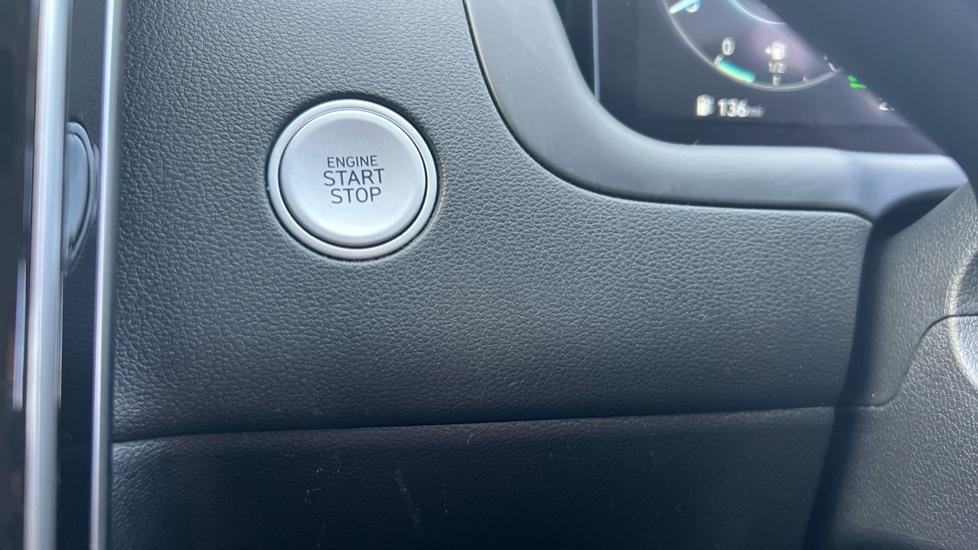 ENGINE
START
STOP
0
1/2
136mi